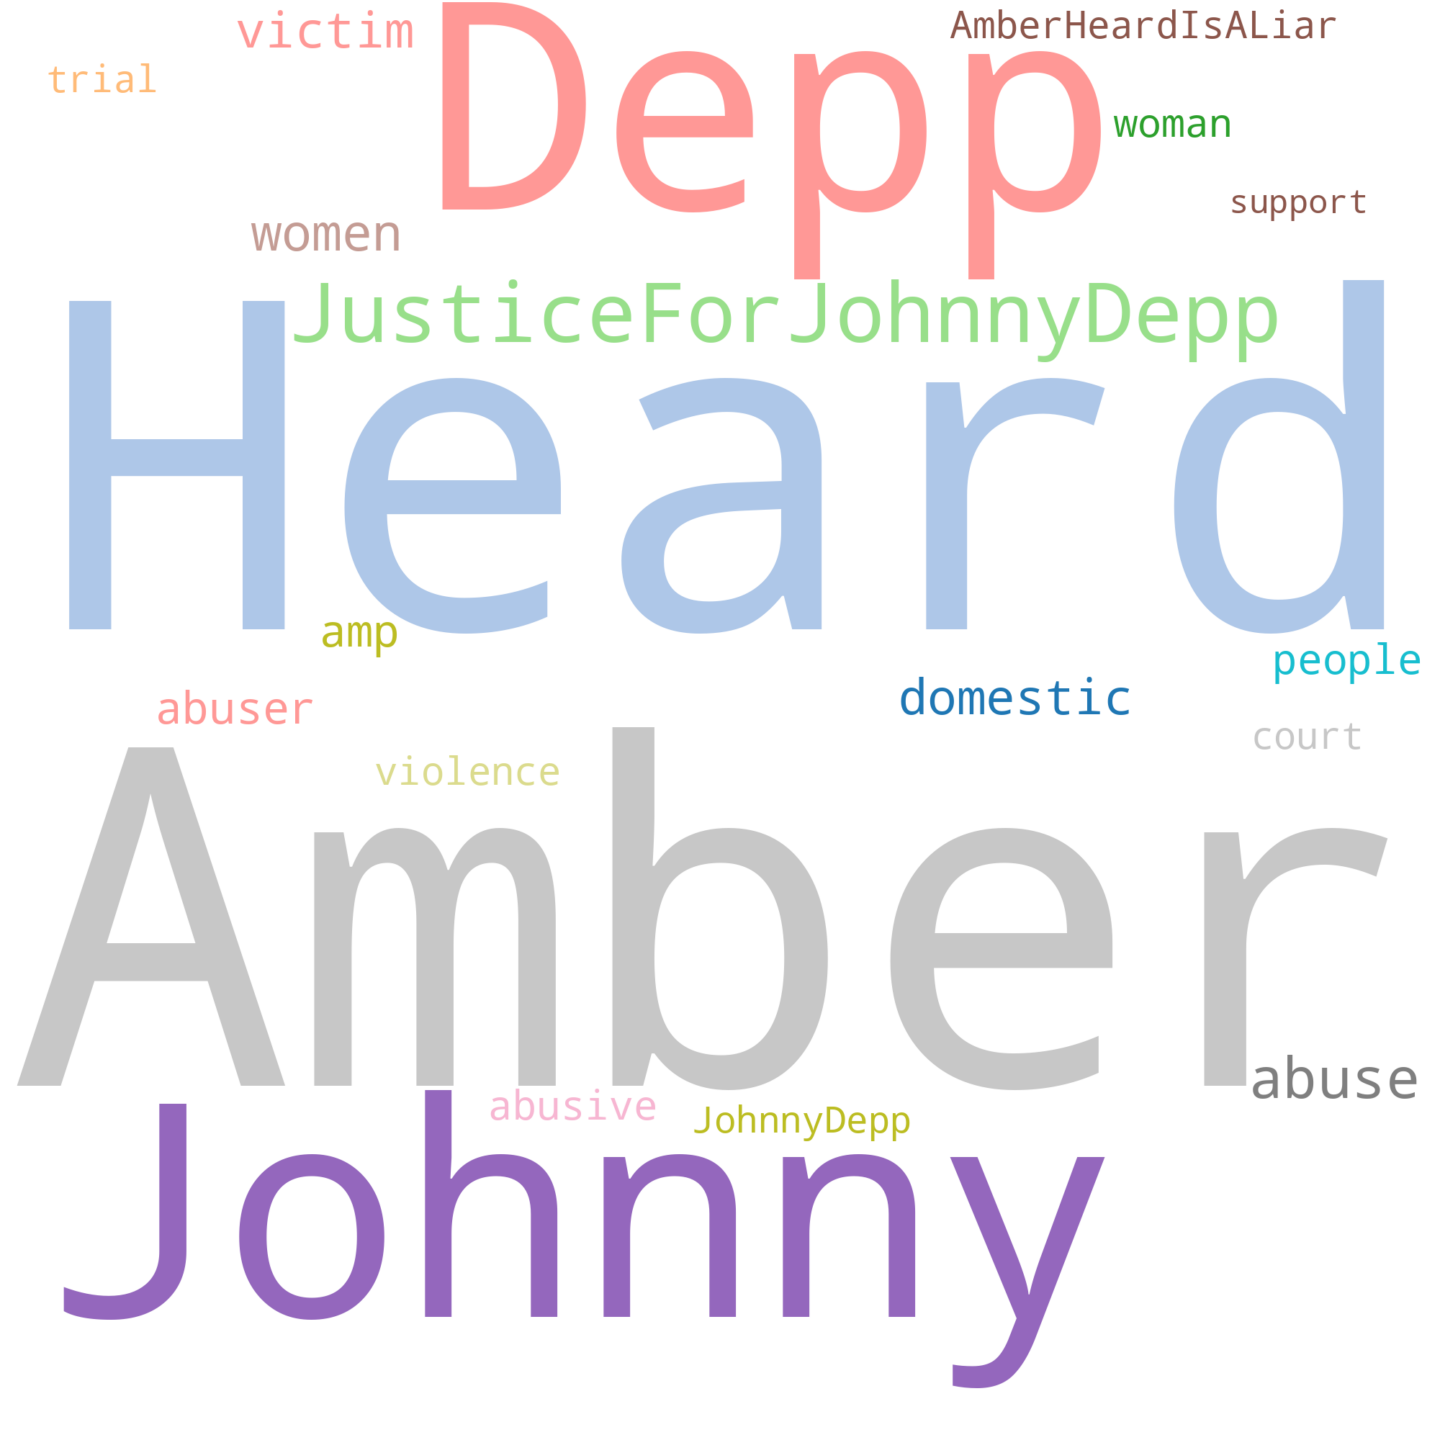 victim
Depp
AmberHeardIsALiar
trial
woman
support
women
JusticeForJohnnyDepp
Heard
amp
people
abuser
domestic
court
violence
Amber
abuse
abusive
JohnnyDepp
Johnny